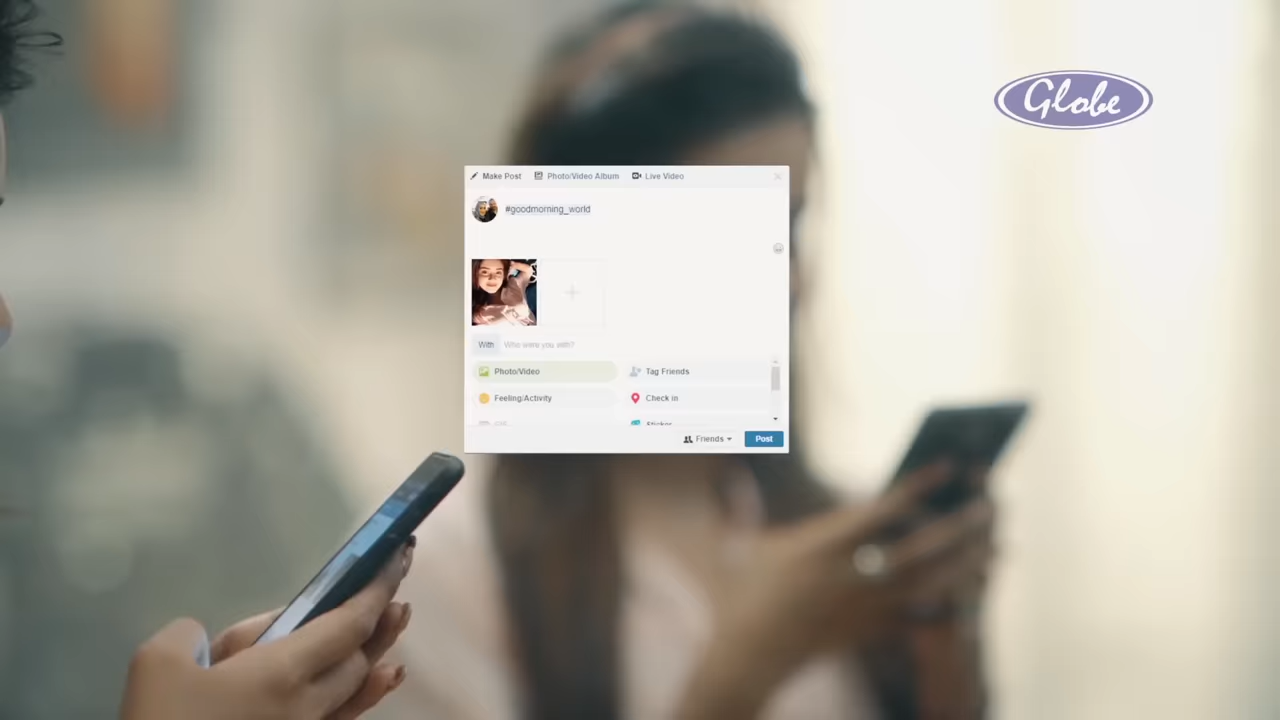 Globe
Make Post Photo/Video Album Live Video
#goodmorning_world
With Who were you with?
Photo/Video Tag Friends
Feeling/Activity Check in
Sticker
Friends Post